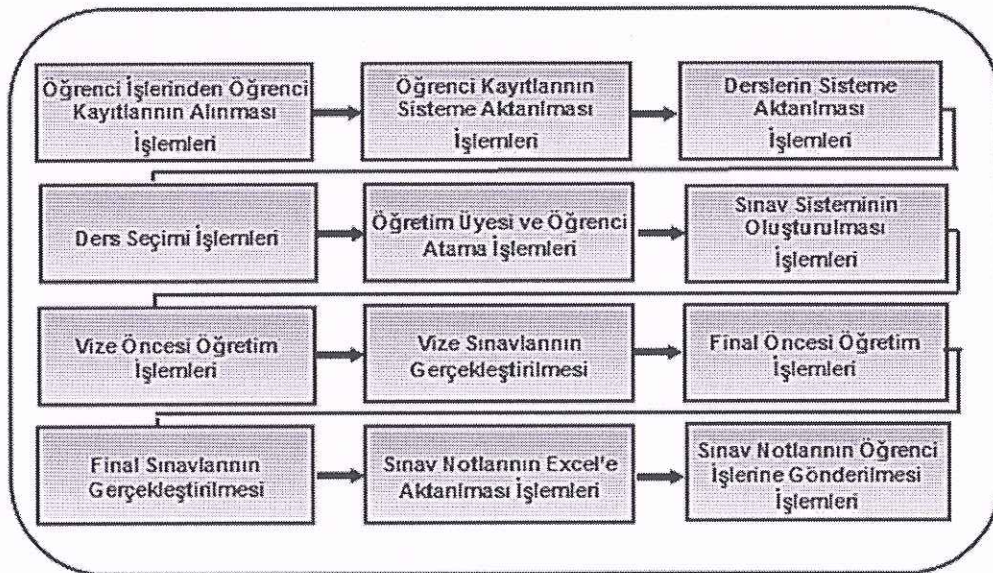 Öğrenci İşlerinden Öğrenci
Kayıtlarının Alınması
İşlemleri
Öğrenci Kayıtlarının
Sisteme Aktarılması
İşlemleri
Derslerin Sisteme
Aktarılması
İşlemleri
Ders Seçimi İşlemleri
Öğretim Üyesi ve Öğrenci
Atama İşlemleri
Sınav Sisteminin
Oluşturulması
İşlemleri
Vize Öncesi Öğretim
İşlemleri
Vize Sınavlarının
Gerçekleştirilmesi
Final Öncesi Öğretim
İşlemleri
Final Sınavlarının
Gerçekleştirilmesi
Sınav Notlarının Excel'e
Aktarılması İşlemleri
Sınav Notlarının Öğrenci
İşlerine Gönderilmesi
İşlemleri